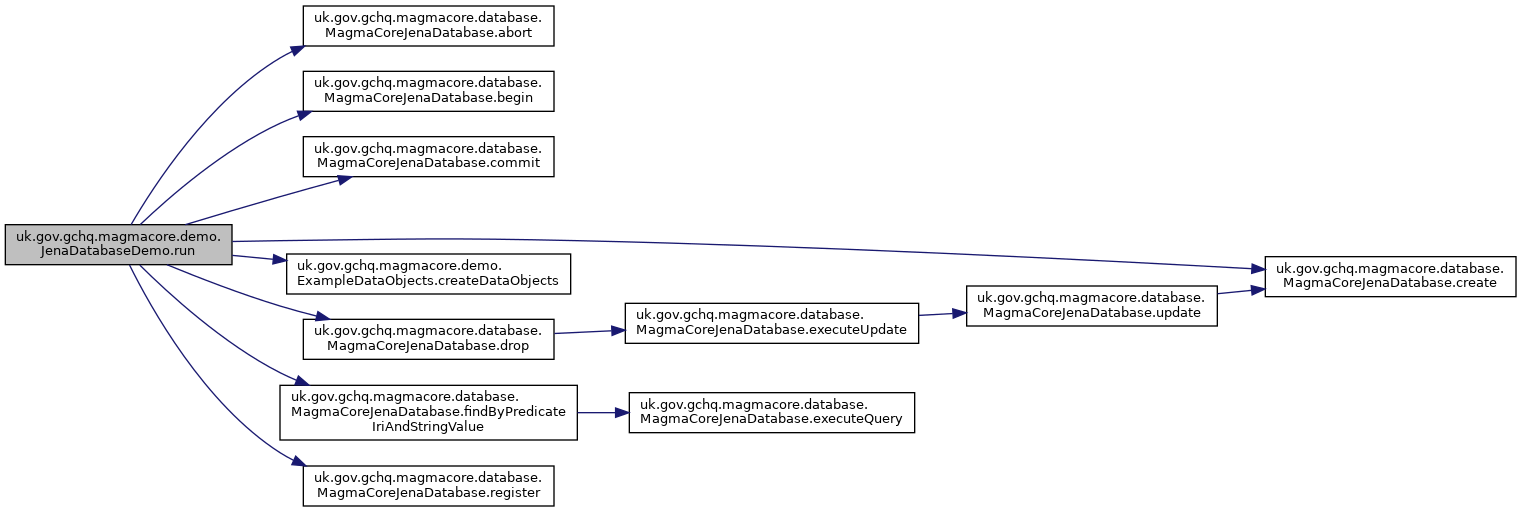 uk.gov.gchq.magmacore.database.
MagmaCoreJenaDatabase.abort
uk.gov.gchq.magmacore.database.
MagmaCoreJenaDatabase.begin
uk.gov.gchq.magmacore.database.
MagmaCoreJenaDatabase.commit
uk.gov.gchq.magmacore.demo.
JenaDatabaseDemo.run
uk.gov.gchq.magmacore.demo.
ExampleDataObjects.createDataObjects
uk.gov.gchq.magmacore.database.
MagmaCoreJenaDatabase.create
uk.gov.gchq.magmacore.database.
MagmaCoreJenaDatabase.drop
uk.gov.gchq.magmacore.database.
MagmaCoreJenaDatabase.executeUpdate
uk.gov.gchq.magmacore.database.
MagmaCoreJenaDatabase.update
uk.gov.gchq.magmacore.database.
MagmaCoreJenaDatabase.findByPredicate
IriAndStringValue
uk.gov.gchq.magmacore.database.
MagmaCoreJenaDatabase.executeQuery
uk.gov.gchq.magmacore.database.
MagmaCoreJenaDatabase.register